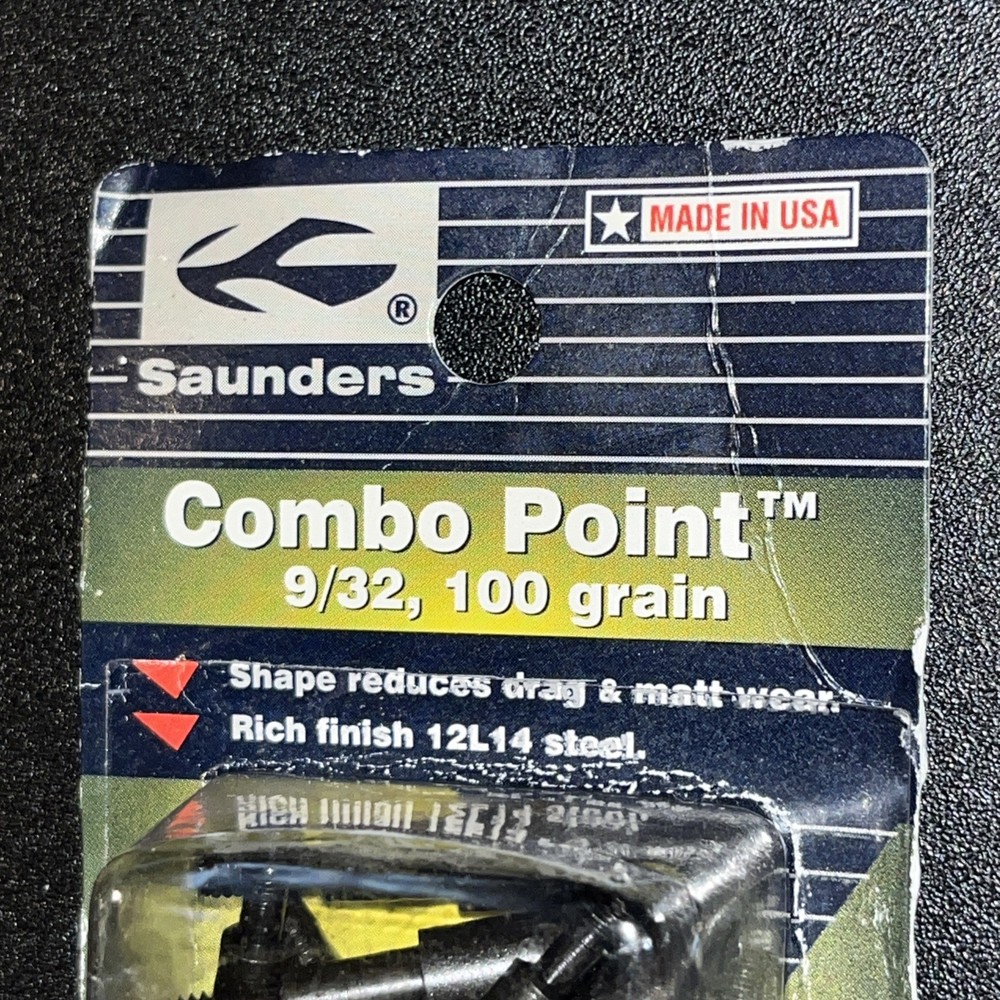 MADE IN USA
®
Saunders
Combo Point™
9/32, 100 grain
Shape reduces drag & matt wear.
Rich finish 12L14 steel.